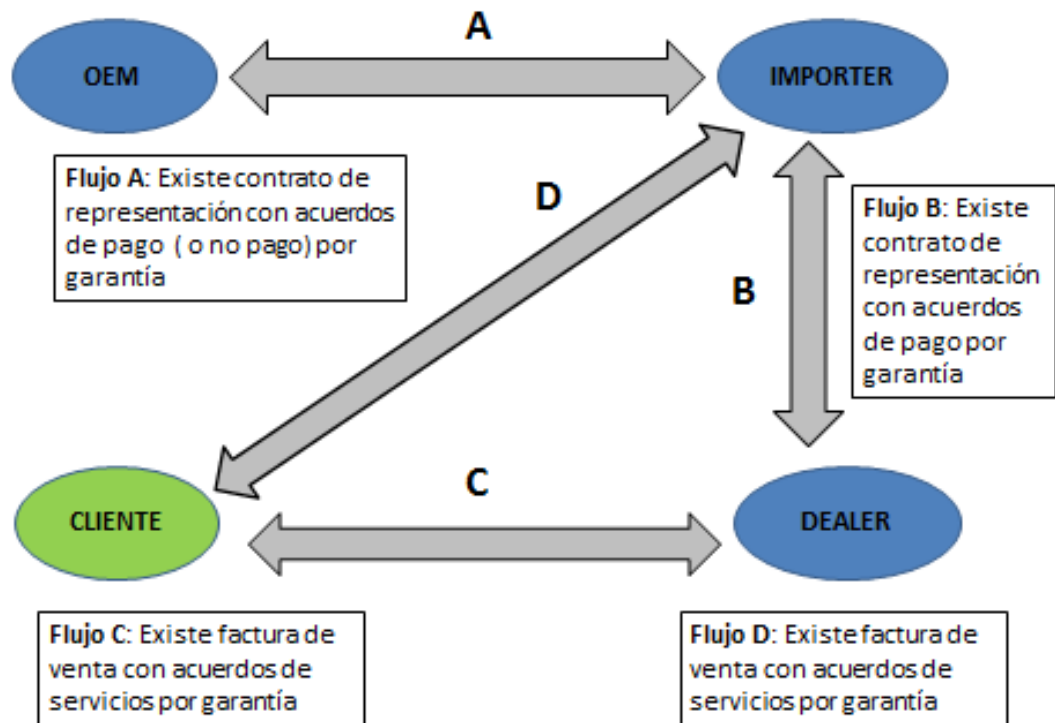 A
OEM
IMPORTER
Flujo A: Existe contrato de
representación con acuerdos
de pago ( o no pago) por
garantía
D
Flujo B: Existe
contrato de
representación
con acuerdos
de pago por
garantía
B
C
CLIENTE
DEALER
Flujo C: Existe factura de
venta con acuerdos de
servicios por garantía
Flujo D: Existe factura de
venta con acuerdos de
servicios por garantía